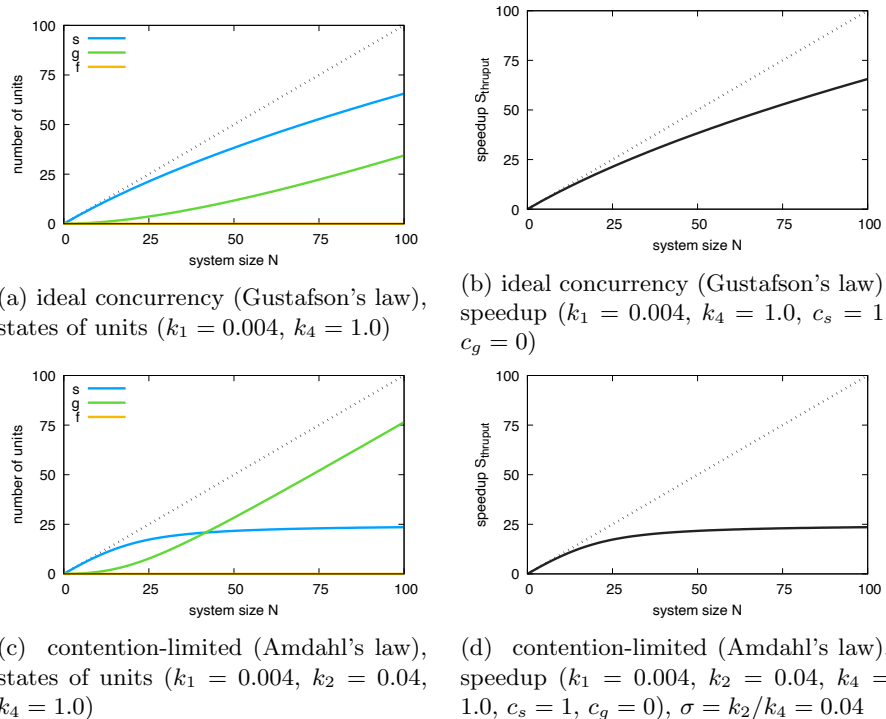 100
75
50
25
0
number of units
s
g
f
0 25 50 75 100
system size N
100
75
50
25
0
speedup S_thruput
0 25 50 75 100
system size N
(a) ideal concurrency (Gustafson's law),
states of units (k₁ = 0.004, k₄ = 1.0)
(b) ideal concurrency (Gustafson's law)
speedup (k₁ = 0.004, k₄ = 1.0, cₛ = 1
c_g = 0)
100
75
50
25
0
number of units
s
g
f
0 25 50 75 100
system size N
100
75
50
25
0
speedup S_thruput
0 25 50 75 100
system size N
(c) contention-limited (Amdahl's law),
states of units (k₁ = 0.004, k₂ = 0.04,
k₄ = 1.0)
(d) contention-limited (Amdahl's law),
speedup (k₁ = 0.004, k₂ = 0.04, k₄ =
1.0, cₛ = 1, c_g = 0), σ = k₂/k₄ = 0.04